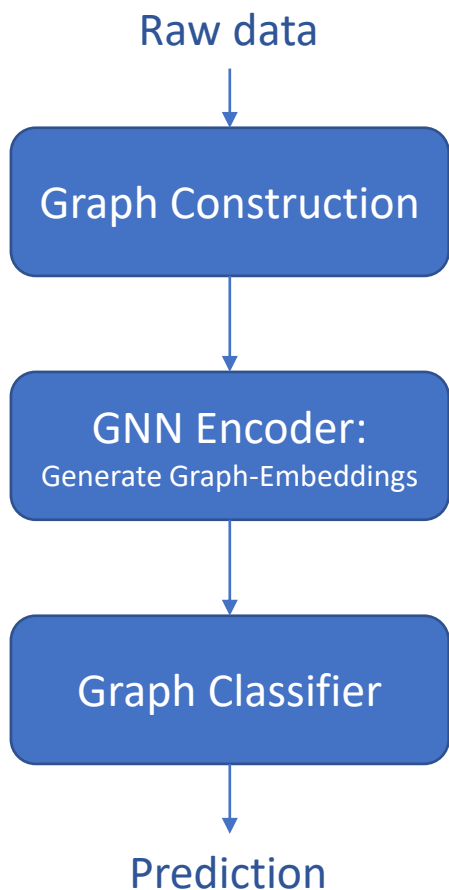 Raw data
Graph Construction
GNN Encoder:
Generate Graph-Embeddings
Graph Classifier
Prediction